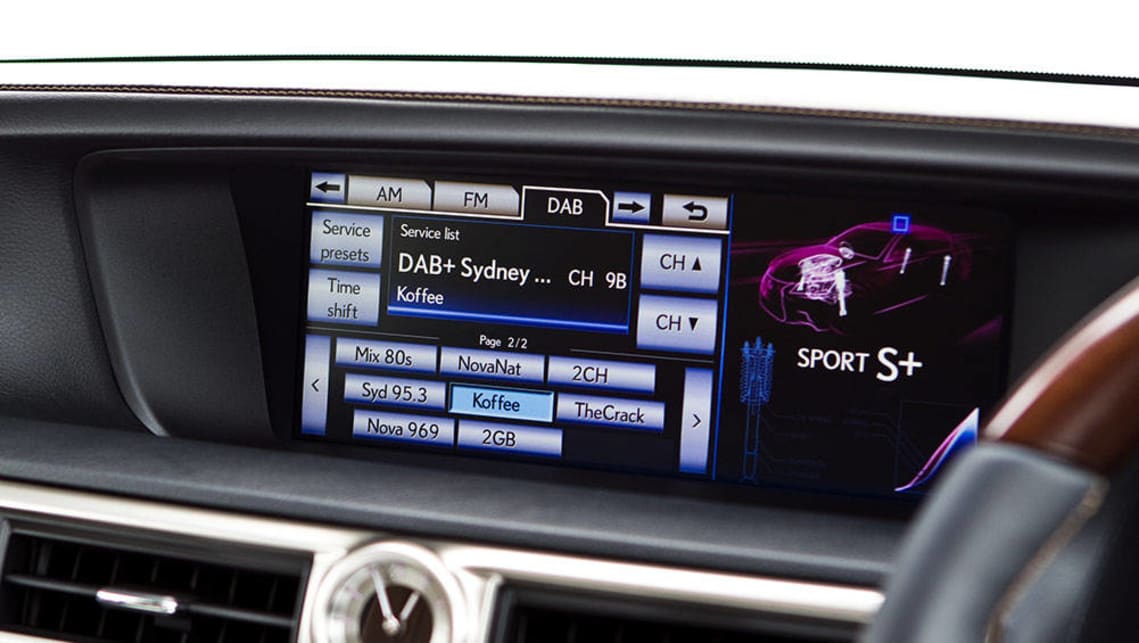 AM FM DAB
Service presets
Time shift
Service list
DAB+ Sydney ... CH 9B
Koffee
CH ▲
CH ▼
Page 2/2
Mix 80s NovaNat 2CH
Syd 95.3 Koffee TheCrack
Nova 969 2GB
SPORT S+